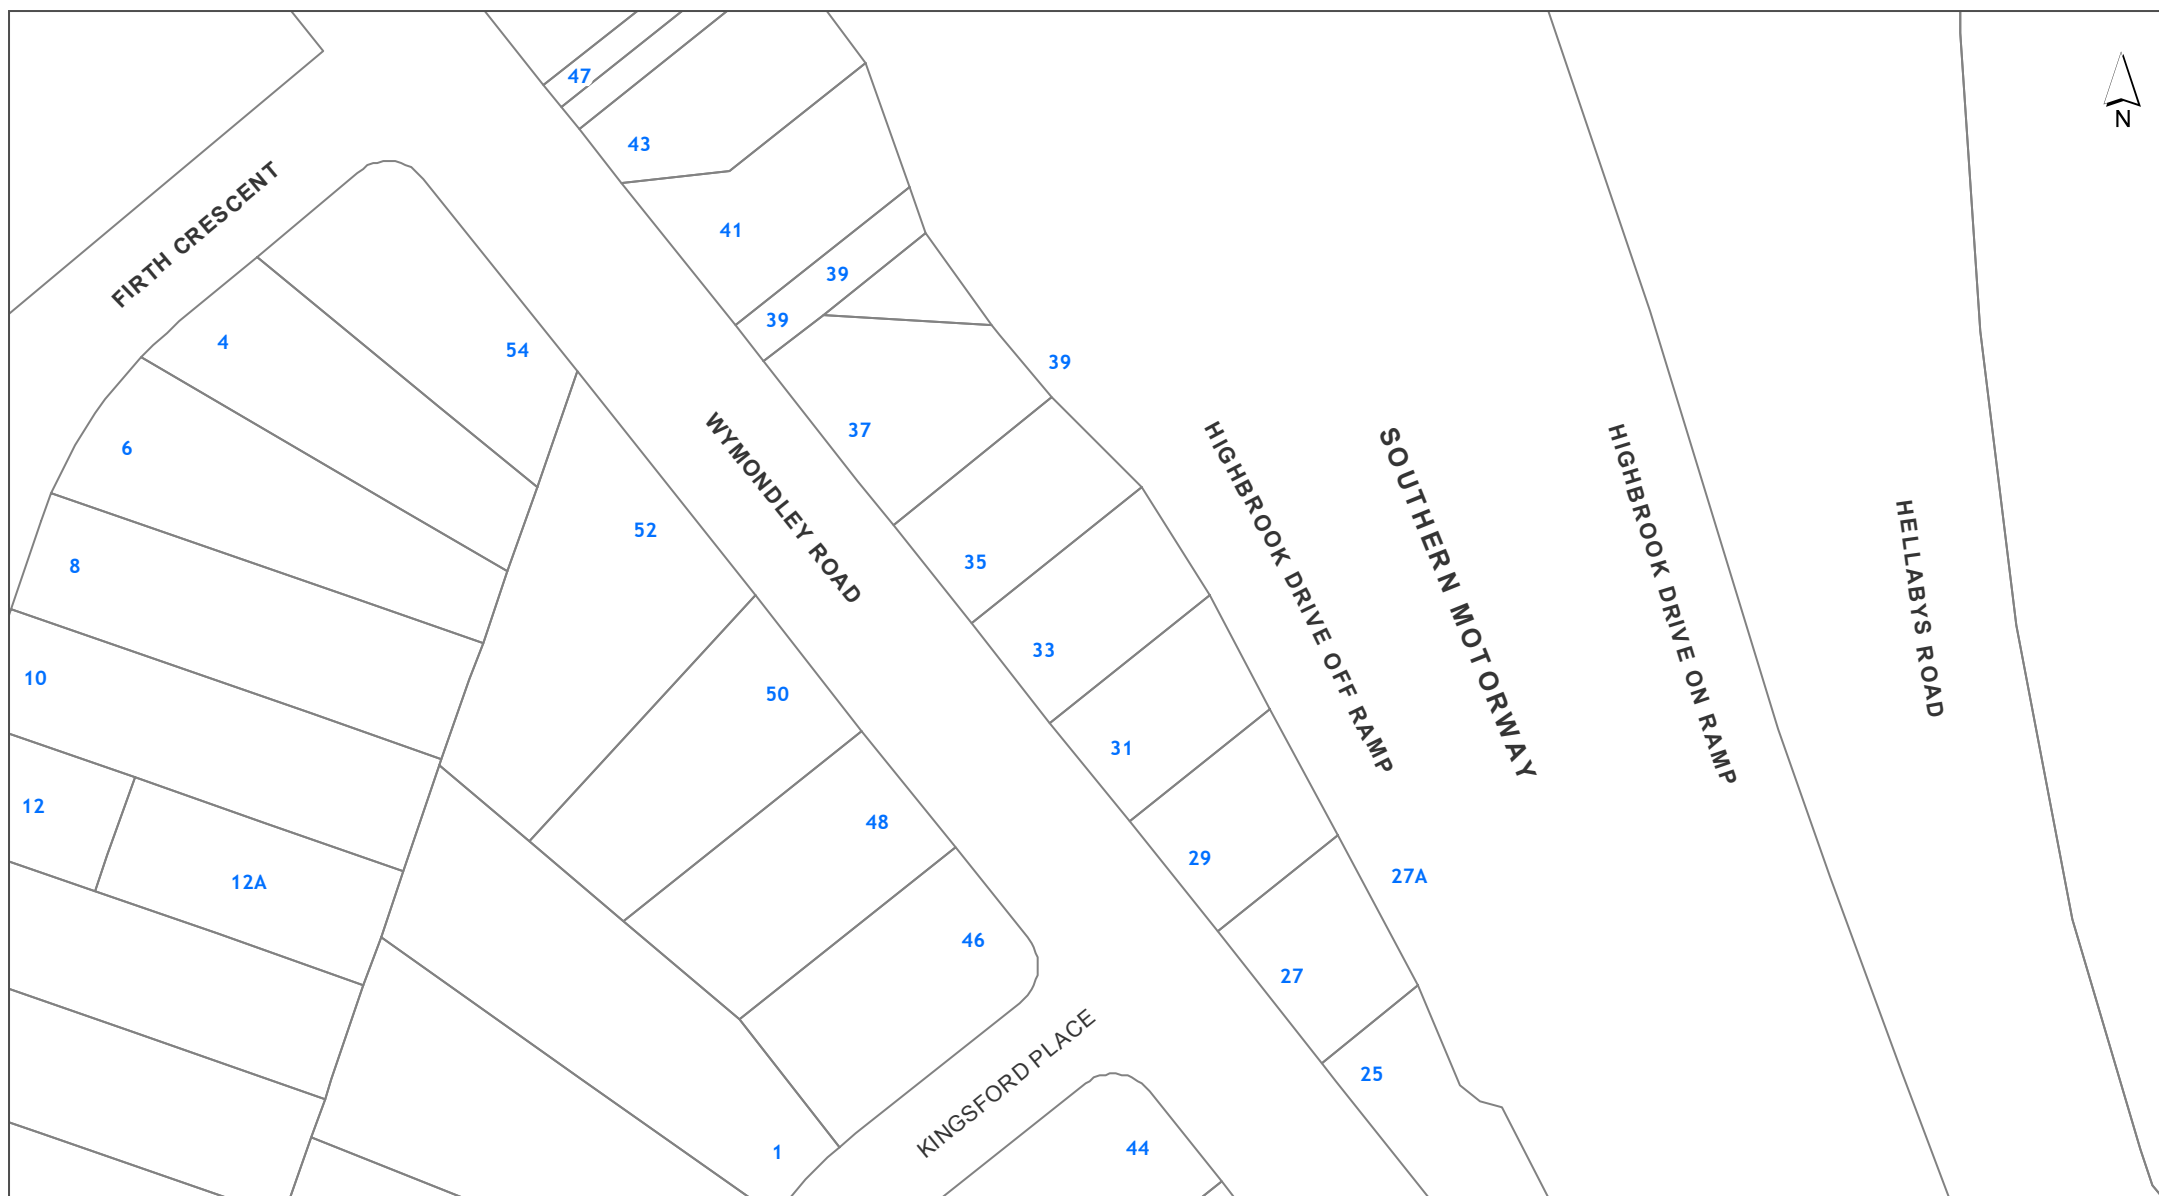 47
N
43
FIRTH CRESCENT
41
39
39
4
54
39
37
6
WYMONDLEY ROAD
HIGHBROOK DRIVE OFF RAMP
SOUTHERN MOTORWAY
HIGHBROOK DRIVE ON RAMP
HELLABYS ROAD
52
35
8
33
10
50
31
12
48
29
12A
27A
46
27
KINGSFORD PLACE
25
1
44